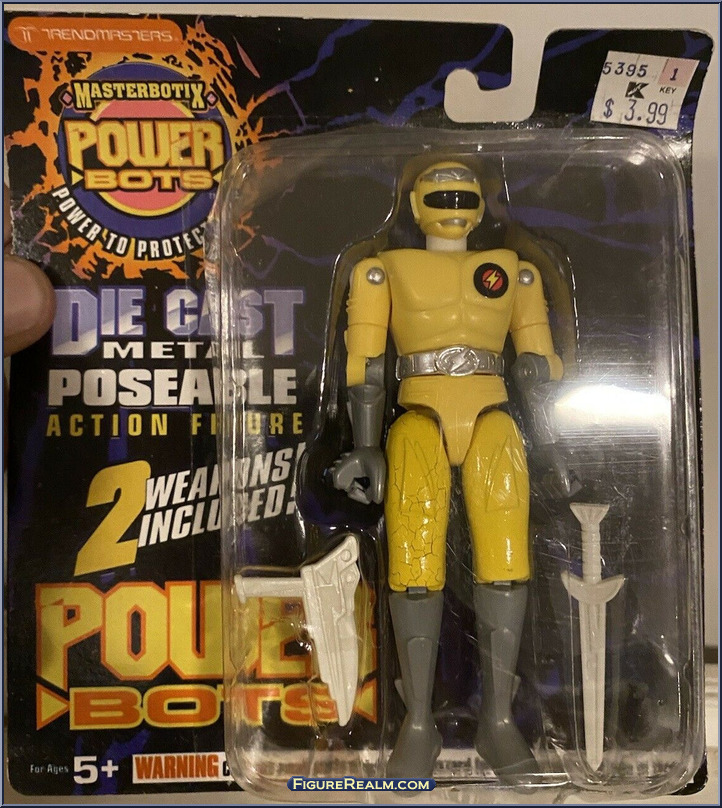 TRENDMASTERS
MASTERBOTIX
POWER
BOTS
POWER TO PROTECT
5395 1
K KEY
$ 3.99
DIE CAST
METAL
POSEABLE
ACTION FIGURE
2 WEAPONS
INCLUDED!
POWER
BOTS
For Ages 5+ WARNING
FIGUREREALM.COM